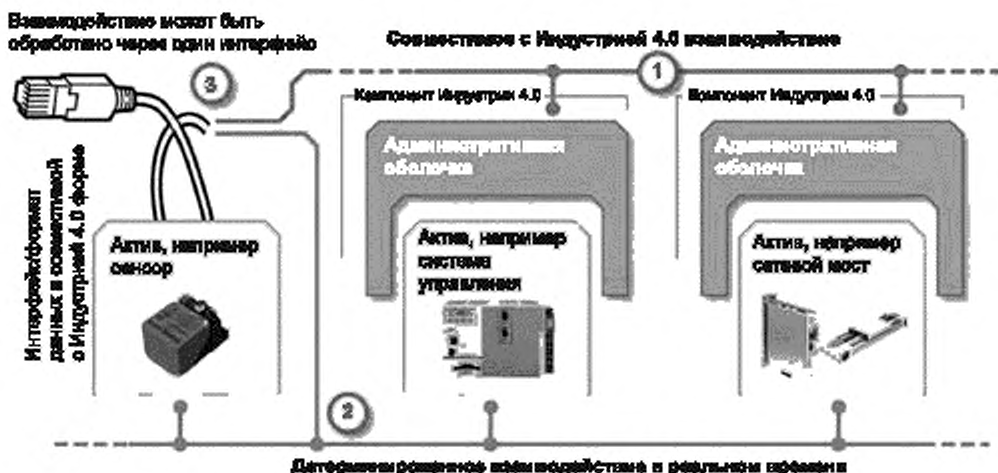 Взаимодействие может быть
обработано через один интерфейс
Совместимое с Индустрией 4.0 взаимодействие
3
1
Компонент Индустрии 4.0
Компонент Индустрии 4.0
Административная
оболочка
Административная
оболочка
Интерфейс/формат
данных в совместимой
с Индустрией 4.0 форме
Актив, например
сенсор
Актив, например
система
управления
Актив, например
сетевой мост
2
Детерминированное взаимодействие в реальном времени